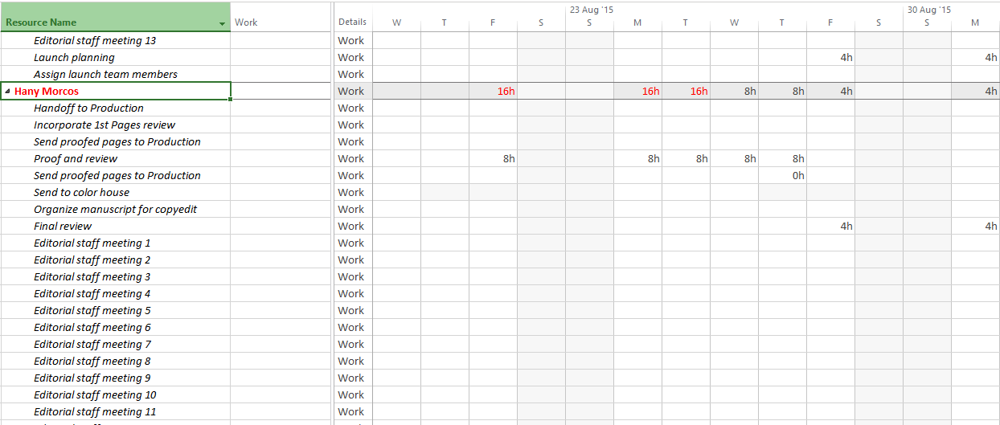 23 Aug '15 30 Aug '15
Resource Name Work Details W T F S S M T W T F S S M
Editorial staff meeting 13 Work
Launch planning Work 4h 4h
Assign launch team members Work
Hany Morcos Work 16h 16h 16h 8h 8h 4h 4h
Handoff to Production Work
Incorporate 1st Pages review Work
Send proofed pages to Production Work
Proof and review Work 8h 8h 8h 8h 8h
Send proofed pages to Production Work 0h
Send to color house Work
Organize manuscript for copyedit Work
Final review Work 4h 4h
Editorial staff meeting 1 Work
Editorial staff meeting 2 Work
Editorial staff meeting 3 Work
Editorial staff meeting 4 Work
Editorial staff meeting 5 Work
Editorial staff meeting 6 Work
Editorial staff meeting 7 Work
Editorial staff meeting 8 Work
Editorial staff meeting 9 Work
Editorial staff meeting 10 Work
Editorial staff meeting 11 Work